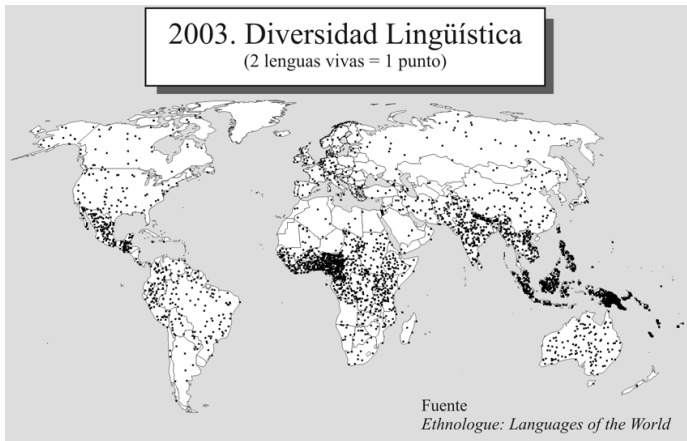 2003. Diversidad Lingüística
(2 lenguas vivas = 1 punto)
Fuente
Ethnologue: Languages of the World